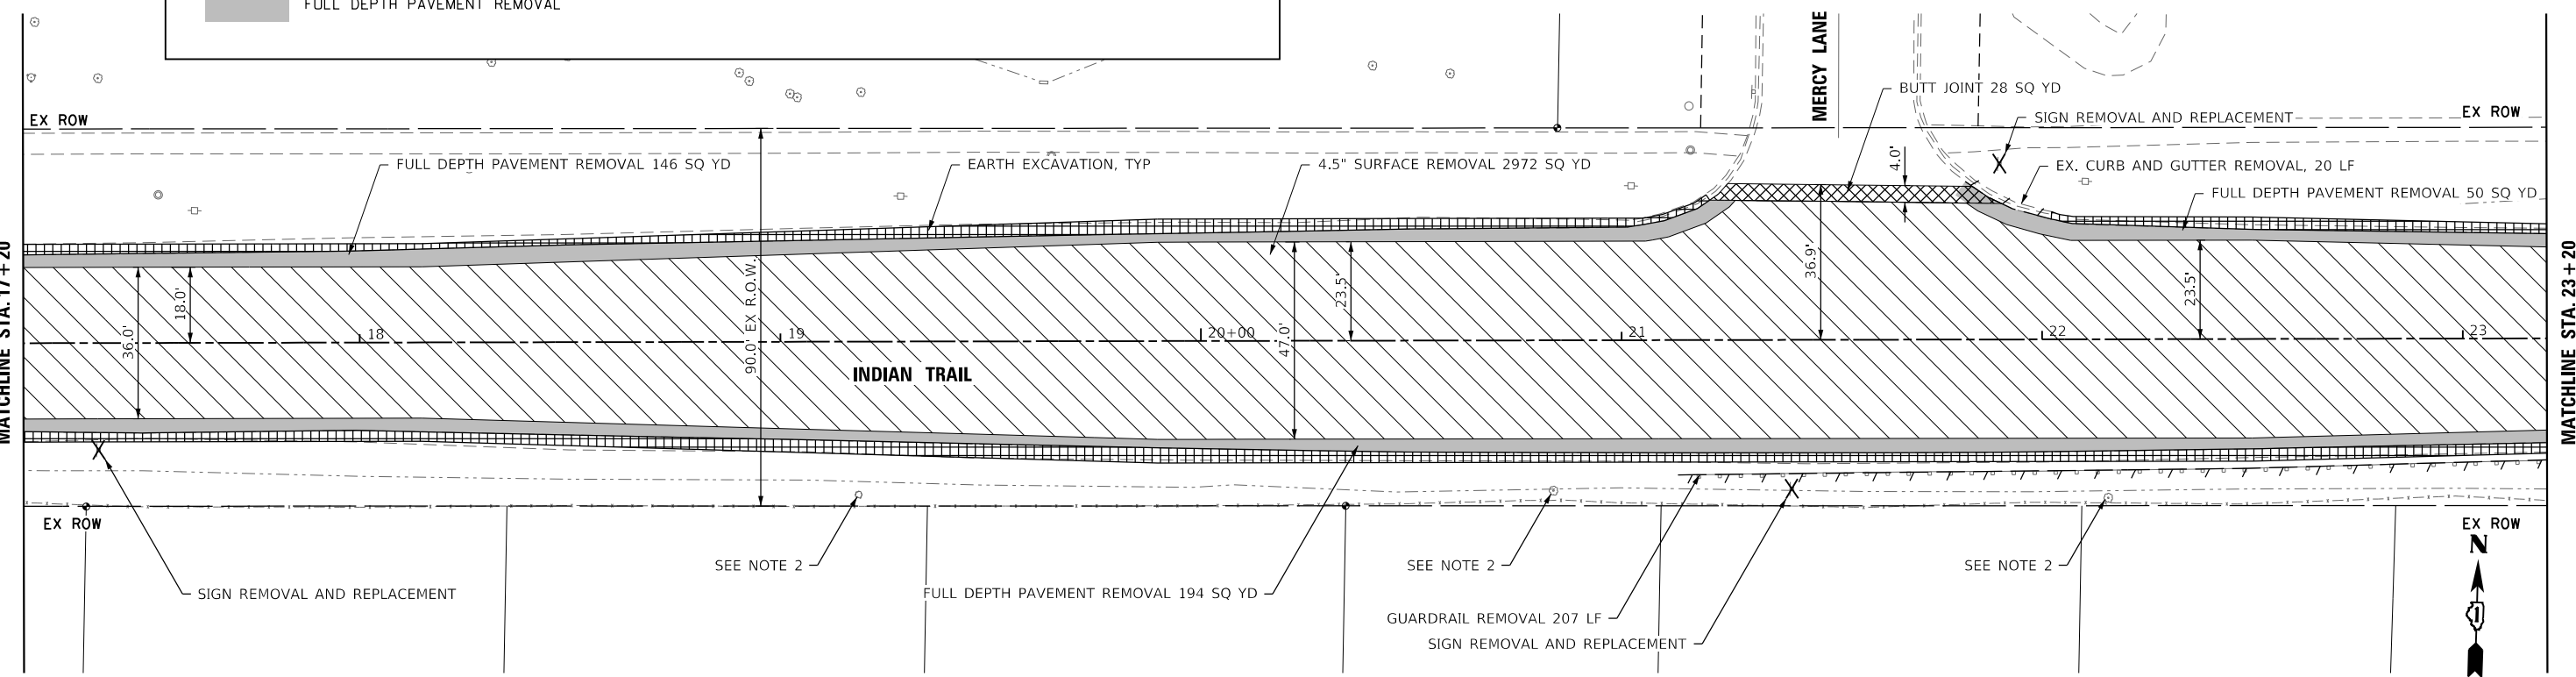 FULL DEPTH PAVEMENT REMOVAL
MERCY LANE
BUTT JOINT 28 SQ YD
EX ROW
SIGN REMOVAL AND REPLACEMENT
EX ROW
FULL DEPTH PAVEMENT REMOVAL 146 SQ YD
EARTH EXCAVATION, TYP
4.5" SURFACE REMOVAL 2972 SQ YD
4.0'
EX. CURB AND GUTTER REMOVAL, 20 LF
FULL DEPTH PAVEMENT REMOVAL 50 SQ YD
MATCHLINE STA. 17+20
36.0'
18.0'
90.0' EX R.O.W.
47.0'
23.5'
36.9'
23.5'
MATCHLINE STA. 23+20
18
19
20+00
21
22
23
INDIAN TRAIL
EX ROW
EX ROW
N
SEE NOTE 2
SEE NOTE 2
SEE NOTE 2
SIGN REMOVAL AND REPLACEMENT
FULL DEPTH PAVEMENT REMOVAL 194 SQ YD
GUARDRAIL REMOVAL 207 LF
SIGN REMOVAL AND REPLACEMENT